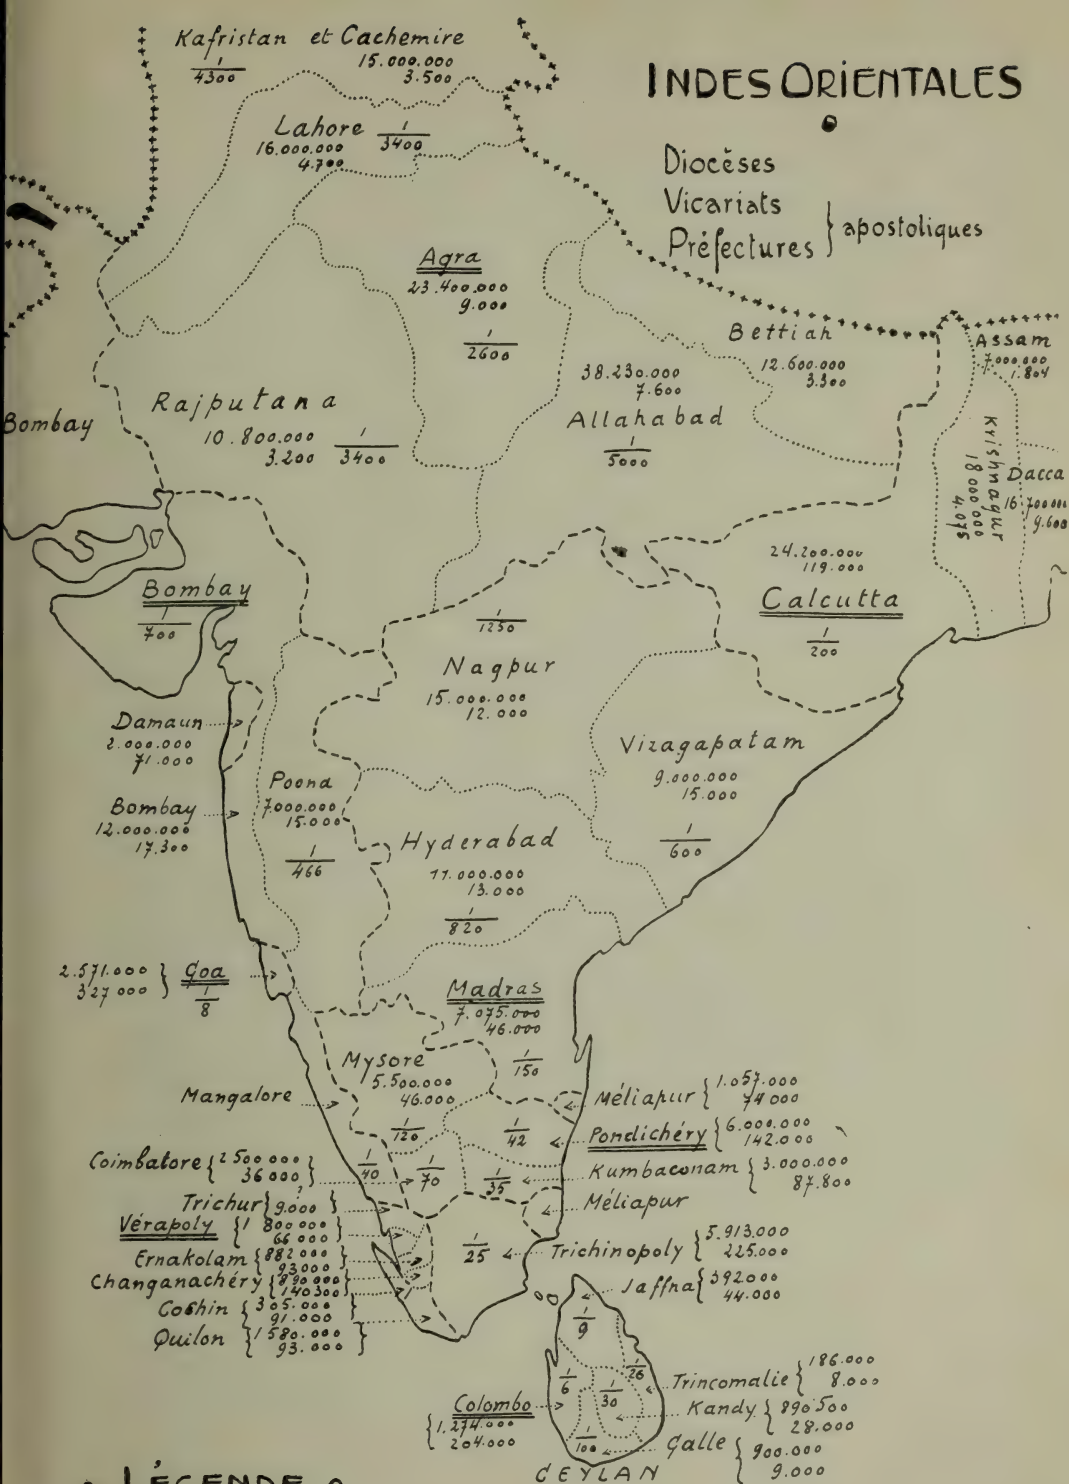 Kafristan et Cachemire
1/4300
15.000.000
3.500
INDES ORIENTALES
Diocèses
Vicariats
Préfectures } apostoliques
Lahore 1/3400
16.000.000
4.700
Agra
23.400.000
9.000
1/2600
Bettiah
12.600.000
3.300
Assam
7.000.000
1.804
38.230.000
7.600
Allahabad
1/5000
Rajputana
10.800.000
3.200 1/3400
Bombay
Krishnagur
18 000 000
4.075
Dacca
16.700.000
9.600
24.200.000
119.000
Calcutta
1/200
Bombay
1/700
1/1250
Nagpur
15.000.000
12.000
Damaun
2.000.000
71.000
Vizagapatam
9.000.000
15.000
1/600
Poona
7.000.000
15.000
1/466
Bombay
12.000.000
17.300
Hyderabad
11.000.000
13.000
1/820
2.571.000
327 000 } Goa
1/8
Madras
7.075.000
46.000
1/150
Mysore
5.500.000
46.000
1/120
Mangalore
1/40
Méliapur { 1.057.000
74 000
1/42
Pondichéry { 6.000.000
142.000
Coimbatore { 2 500 000
36 000 }
1/70
1/35
Kumbaconam { 3.000.000
87.800
Trichur { ?
9.000 }
Méliapur
Vérapoly { 1 800 000
66 000 }
Ernakolam { 882 000
93000 }
1/25
Trichinopoly { 5.913.000
225.000
Changanachéry { 890 000
140300 }
Jaffna { 392000
44.000
Coshin { 305.000
91.000 }
Quilon { 1 580.000
93.000 }
1/9
1/6
1/26
1/30
Trincomalie { 186.000
8.000
Colombo
{ 1.274.000
204.000
Kandy { 890 500
28.000
1/100
Galle { 900.000
9.000
CEYLAN
LÉGENDE